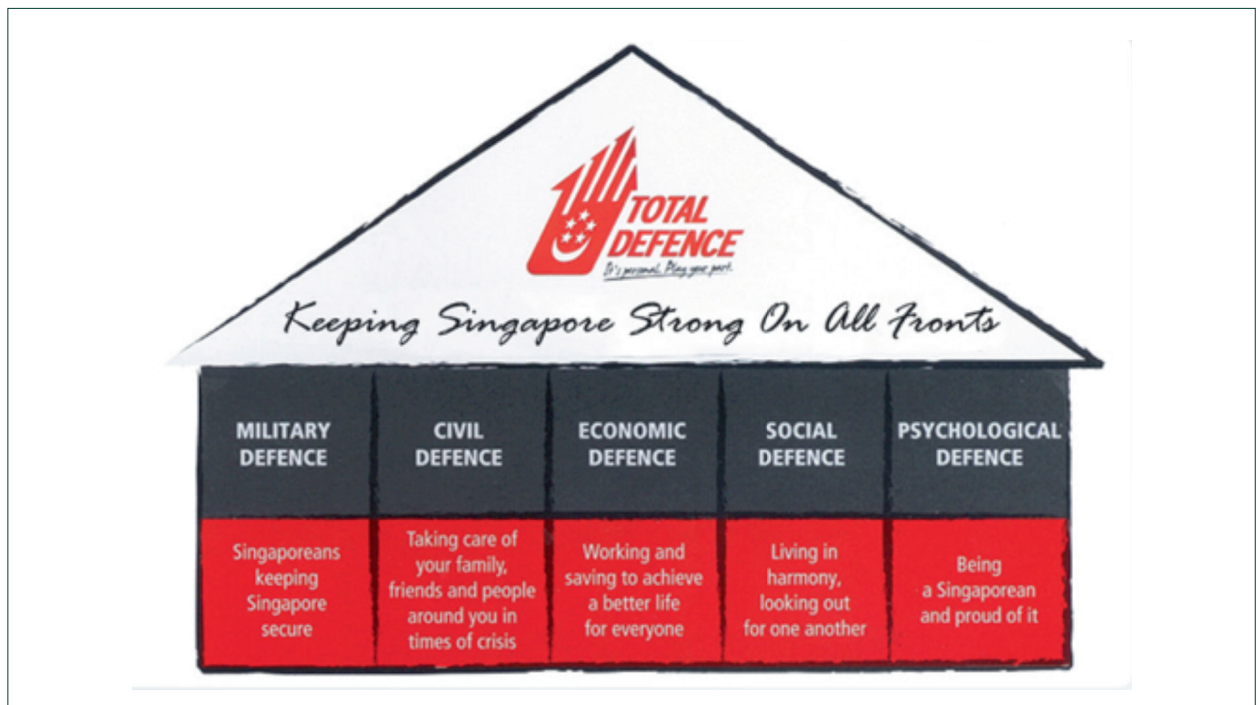 TOTAL
DEFENCE
It's personal. Play your part.
Keeping Singapore Strong On All Fronts
MILITARY
DEFENCE
CIVIL
DEFENCE
ECONOMIC
DEFENCE
SOCIAL
DEFENCE
PSYCHOLOGICAL
DEFENCE
Singaporeans
keeping
Singapore
secure
Taking care of
your family,
friends and people
around you in
times of crisis
Working and
saving to achieve
a better life
for everyone
Living in
harmony,
looking out
for one another
Being
a Singaporean
and proud of it